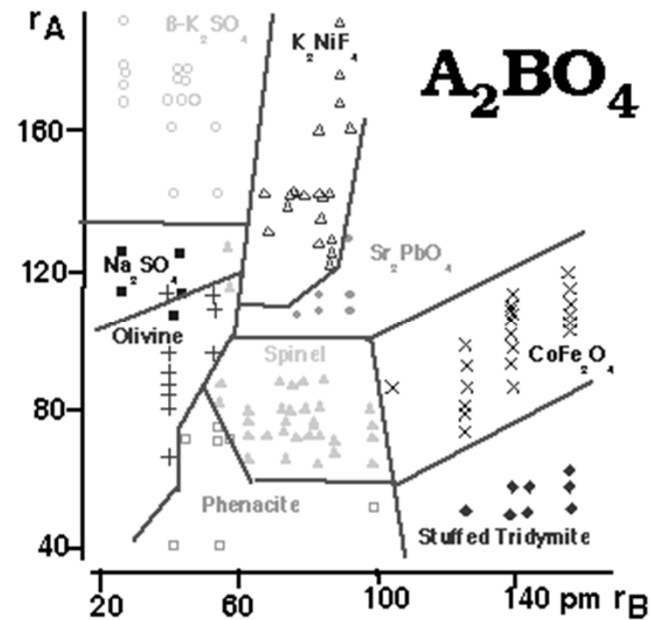 rA
β-K2SO4
K2NiF4
A2BO4
160
120
Na2SO4
Sr2PbO4
Olivine
Spinel
CoFe2O4
80
Phenacite
Stuffed Tridymite
40
20 60 100 140 pm rB